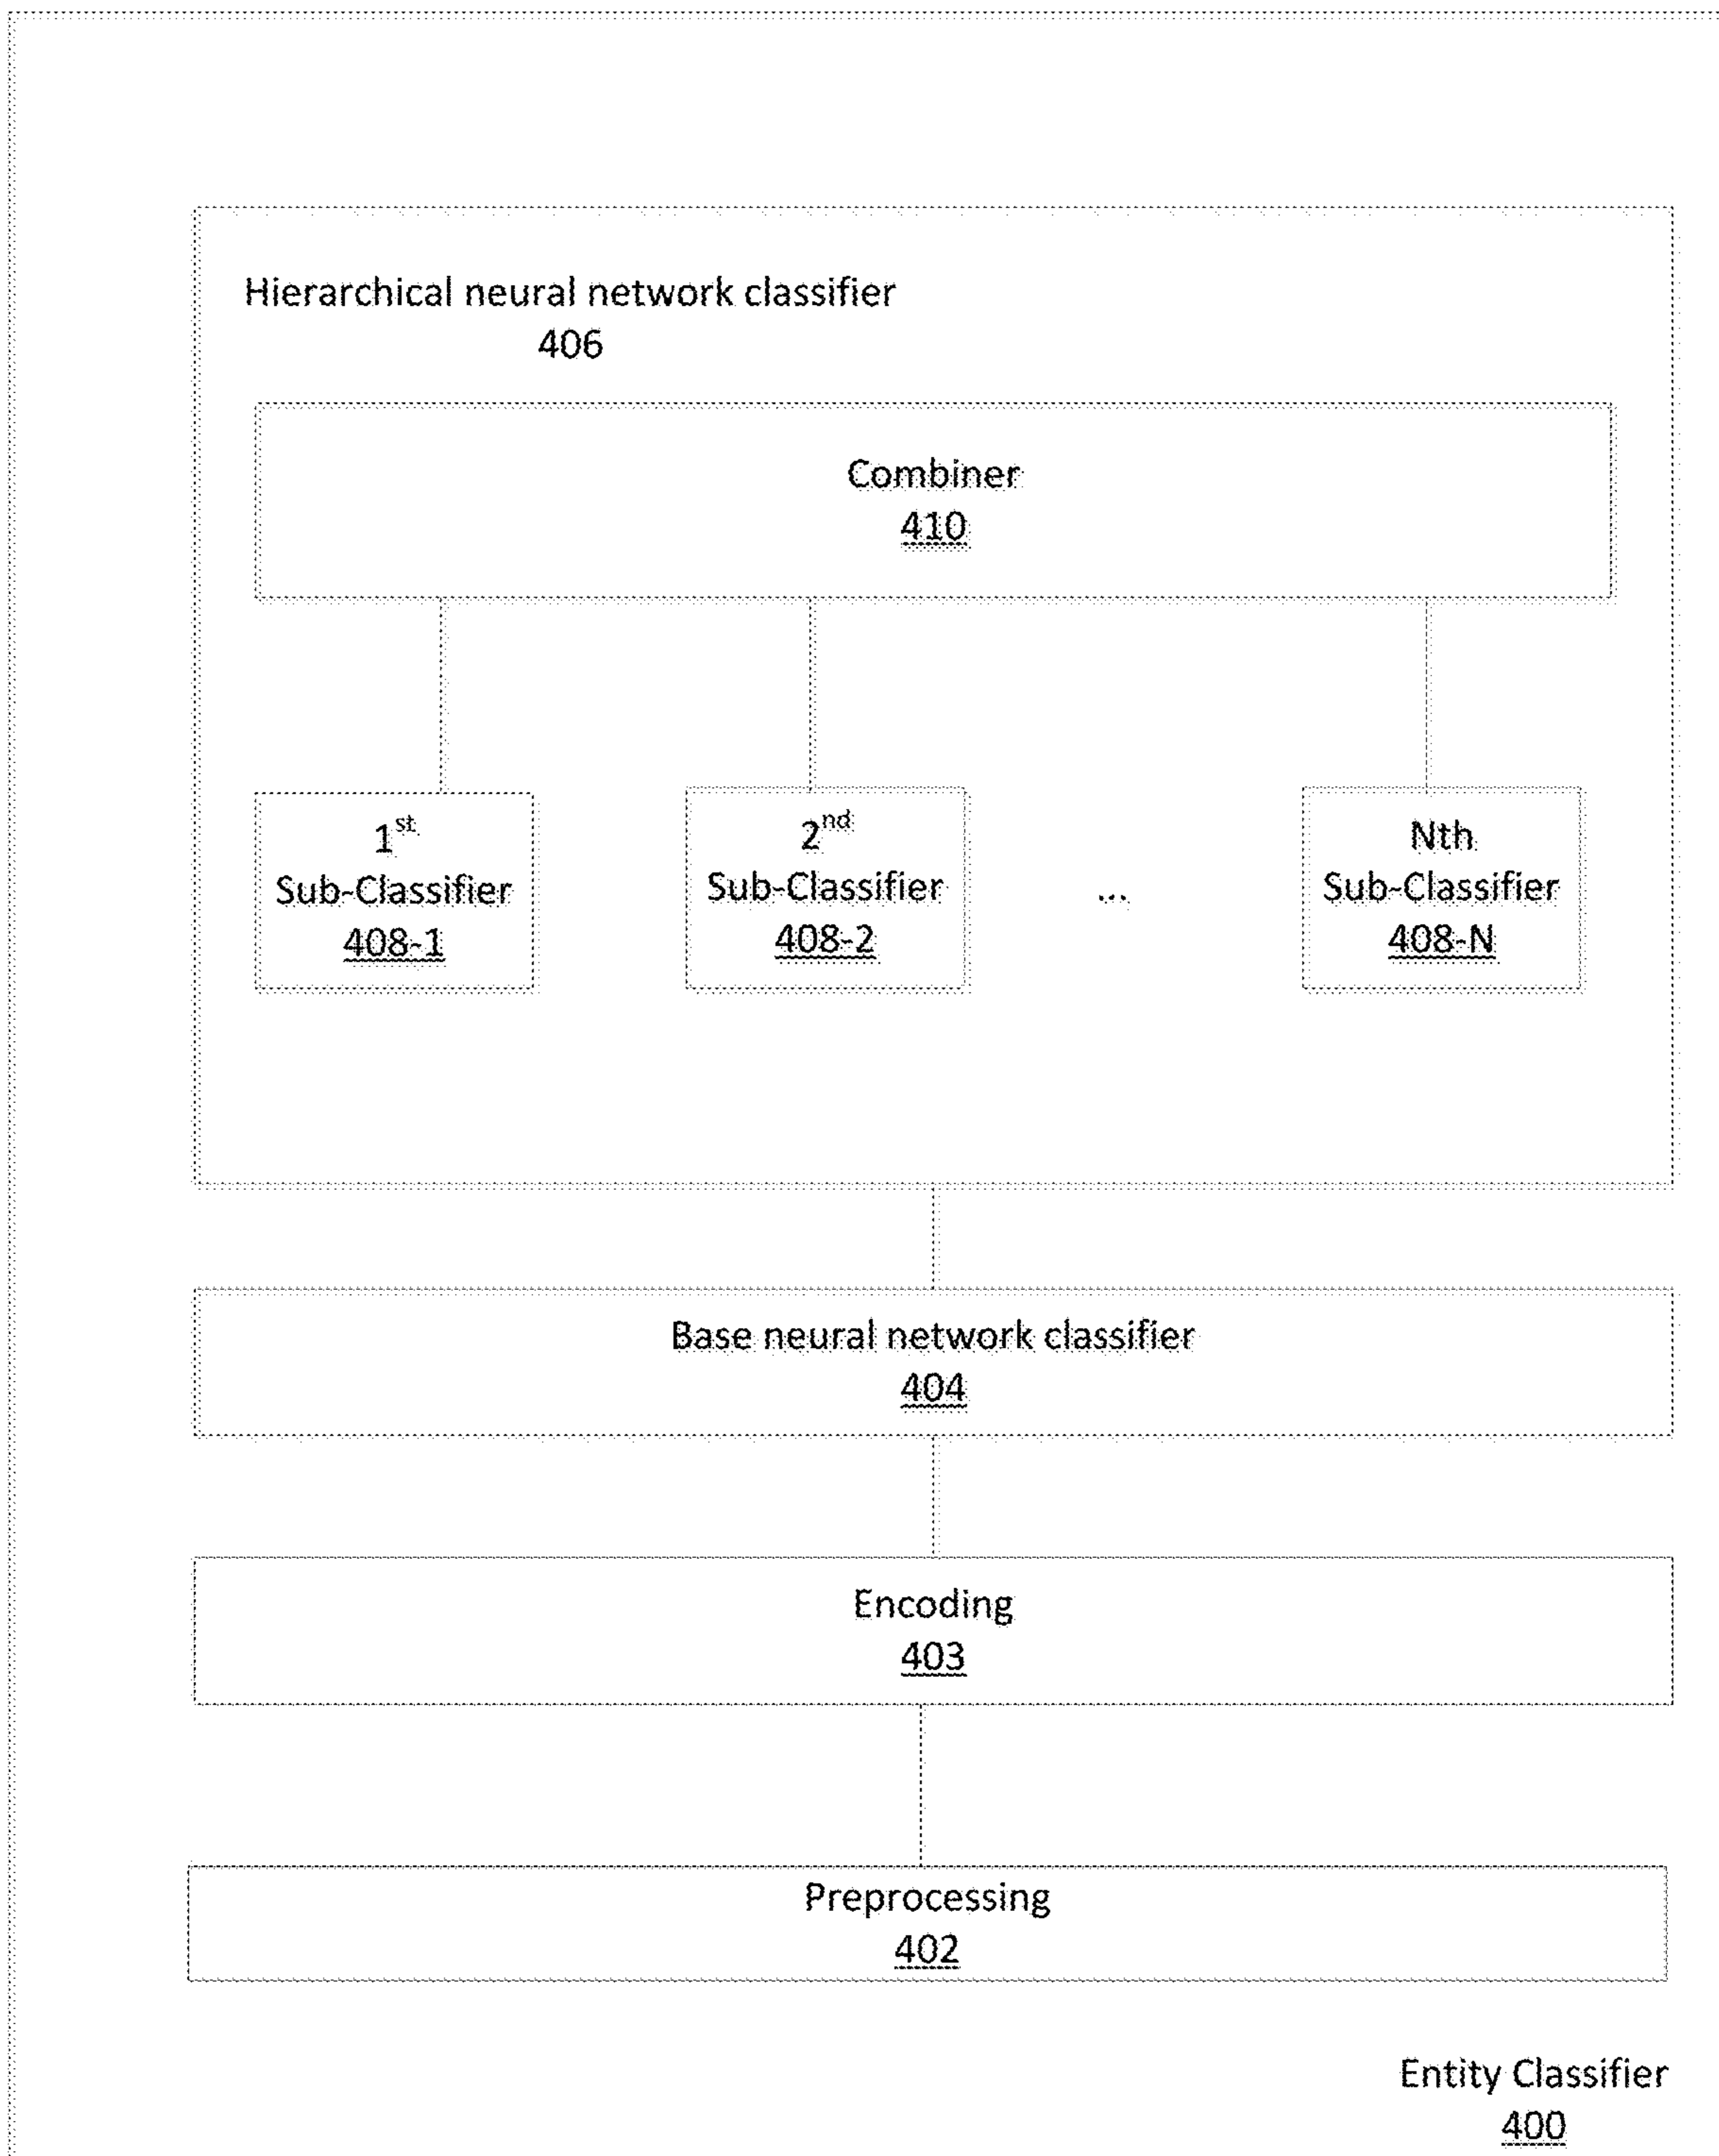 Hierarchical neural network classifier
406
Combiner
410
1st
Sub-Classifier
408-1
2nd
Sub-Classifier
408-2
...
Nth
Sub-Classifier
408-N
Base neural network classifier
404
Encoding
403
Preprocessing
402
Entity Classifier
400